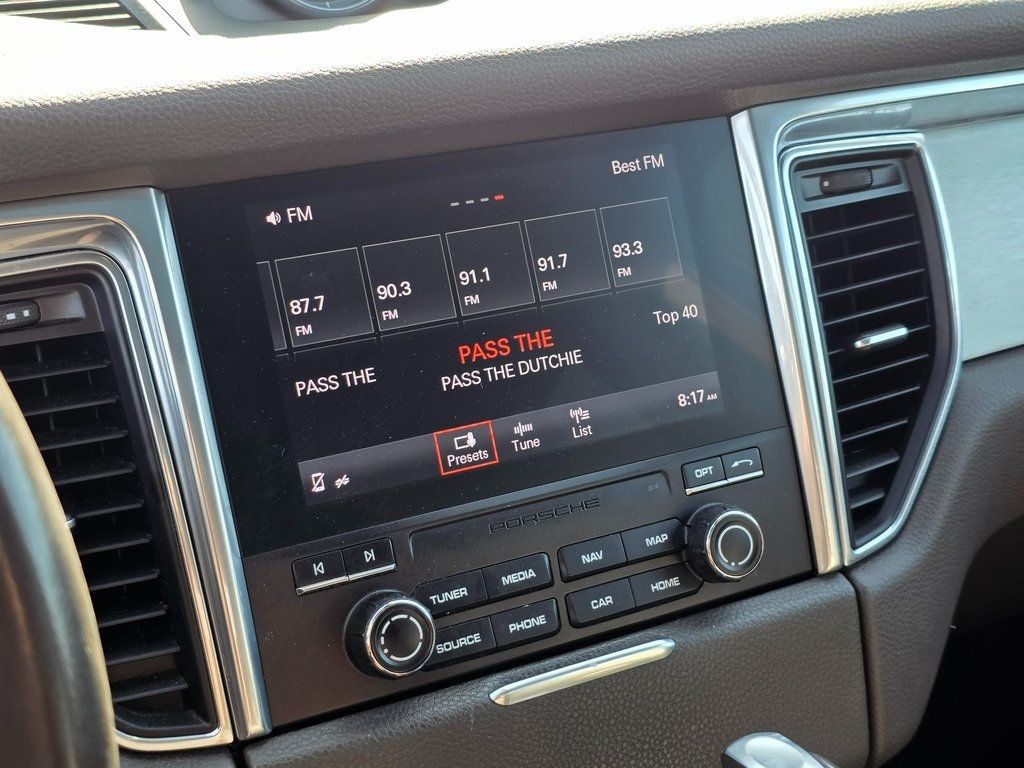 FM
Best FM
87.7
FM
90.3
FM
91.1
FM
91.7
FM
93.3
FM
PASS THE
PASS THE
PASS THE DUTCHIE
Top 40
Presets
Tune
List
8:17 AM
OPT
PORSCHE
TUNER
MEDIA
NAV
MAP
SOURCE
PHONE
CAR
HOME